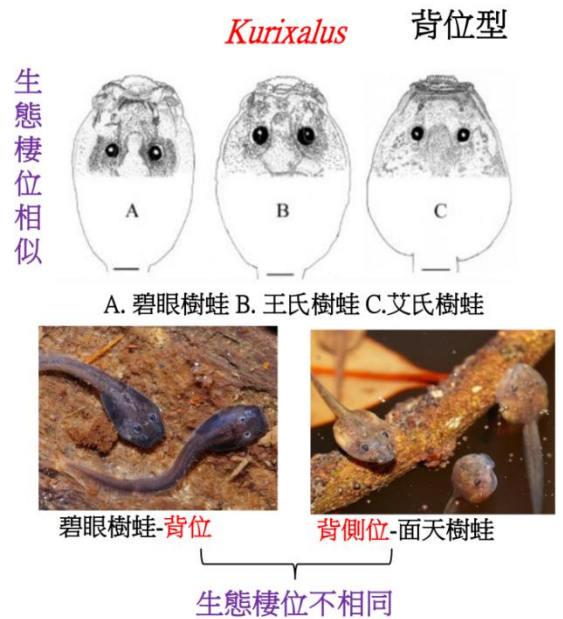 Kurixalus 背位型
生態棲位相似
A B C
A. 碧眼樹蛙 B. 王氏樹蛙 C.艾氏樹蛙
碧眼樹蛙-背位
背側位-面天樹蛙
生態棲位不相同